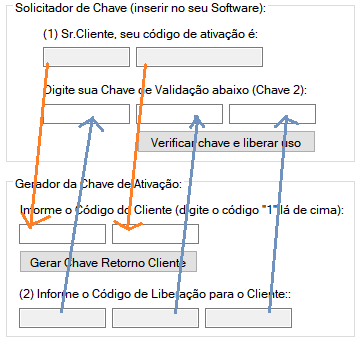 Solicitador de Chave (inserir no seu Software):
(1) Sr.Cliente, seu código de ativação é:
Digite sua Chave de Validação abaixo (Chave 2):
Verificar chave e liberar uso
Gerador da Chave de Ativação:
Informe o Código do Cliente (digite o código "1" lá de cima):
Gerar Chave Retorno Cliente
(2) Informe o Código de Liberação para o Cliente::